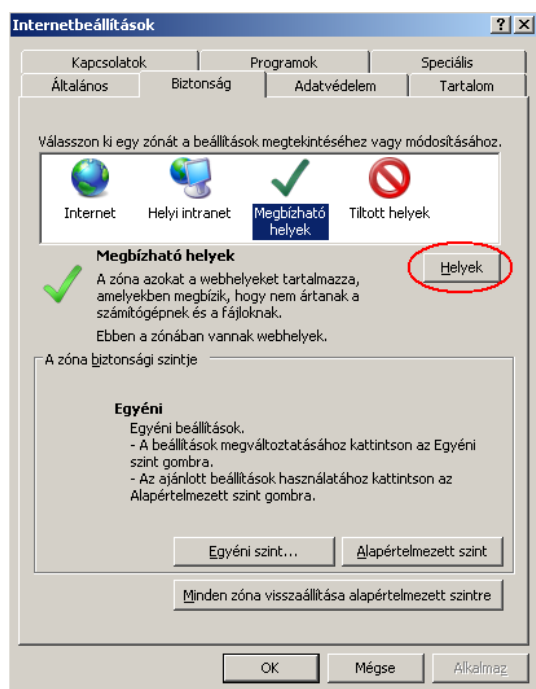 Internetbeállítások
Kapcsolatok Programok Speciális
Általános Biztonság Adatvédelem Tartalom
Válasszon ki egy zónát a beállítások megtekintéséhez vagy módosításához.
Internet Helyi intranet Megbízható helyek Tiltott helyek
Megbízható helyek
Helyek
A zóna azokat a webhelyeket tartalmazza,
amelyekben megbízik, hogy nem ártanak a
számítógépnek és a fájloknak.
Ebben a zónában vannak webhelyek.
A zóna biztonsági szintje
Egyéni
Egyéni beállítások.
- A beállítások megváltoztatásához kattintson az Egyéni
szint gombra.
- Az ajánlott beállítások használatához kattintson az
Alapértelmezett szint gombra.
Egyéni szint... Alapértelmezett szint
Minden zóna visszaállítása alapértelmezett szintre
OK Mégse Alkalmaz